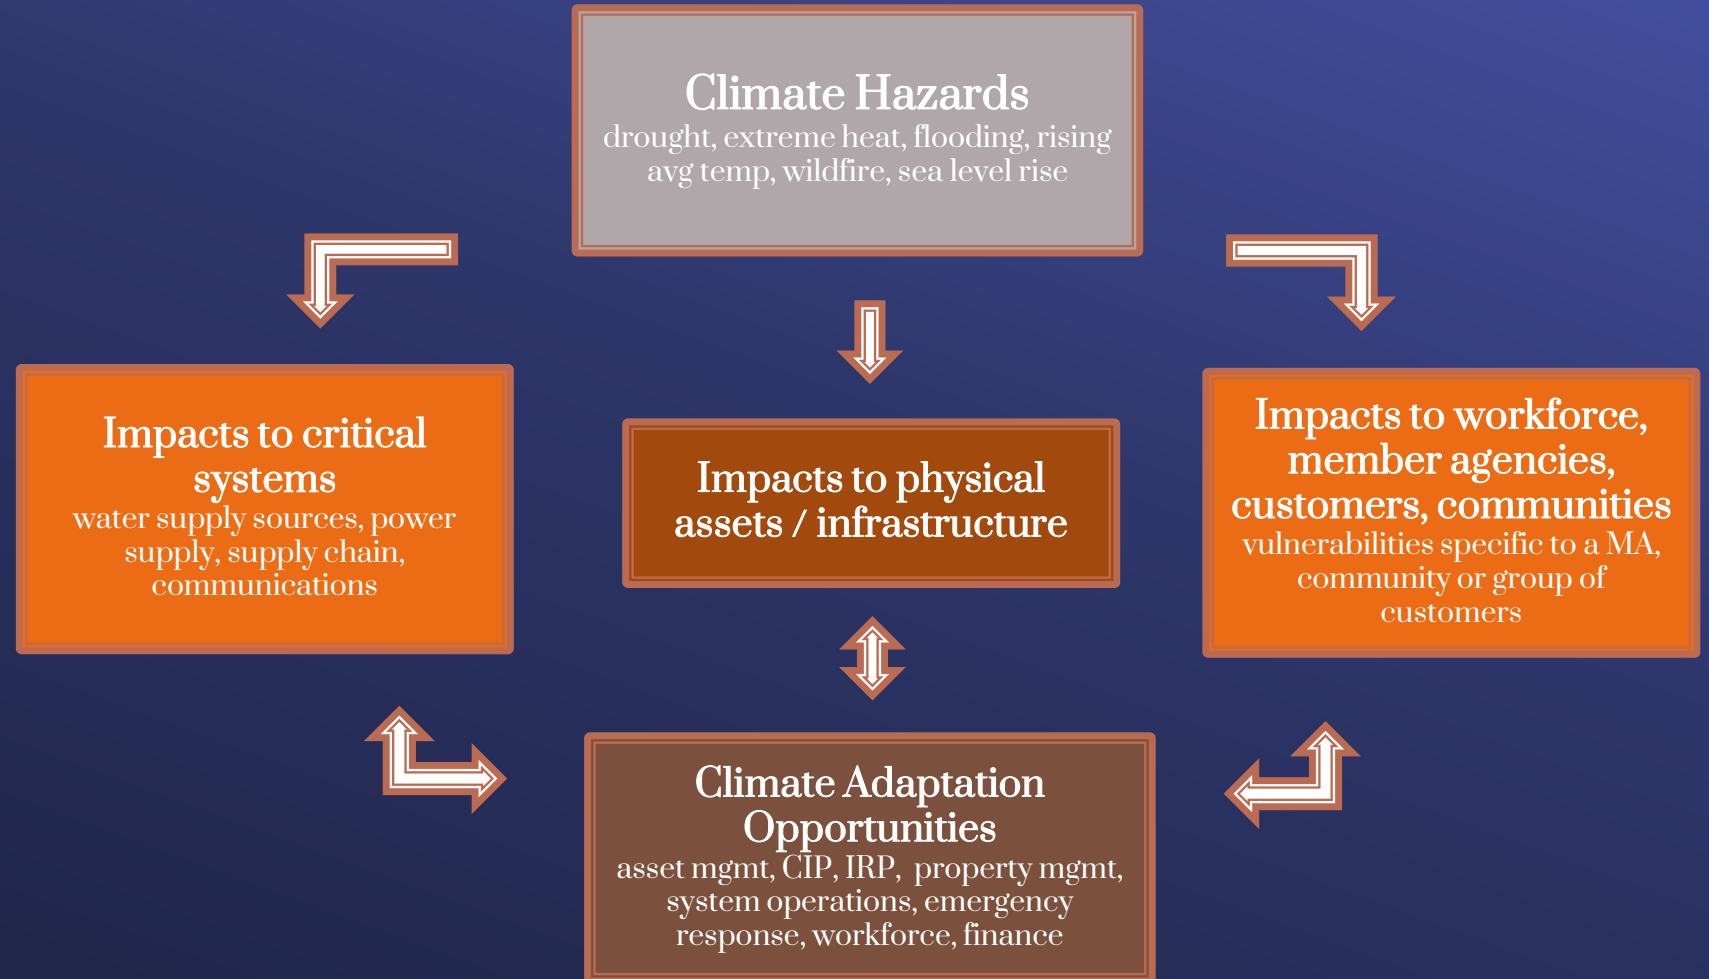 Climate Hazards
drought, extreme heat, flooding, rising
avg temp, wildfire, sea level rise
Impacts to critical
systems
water supply sources, power
supply, supply chain,
communications
Impacts to physical
assets / infrastructure
Impacts to workforce,
member agencies,
customers, communities
vulnerabilities specific to a MA,
community or group of
customers
Climate Adaptation
Opportunities
asset mgmt, CIP, IRP,  property mgmt,
system operations, emergency
response, workforce, finance